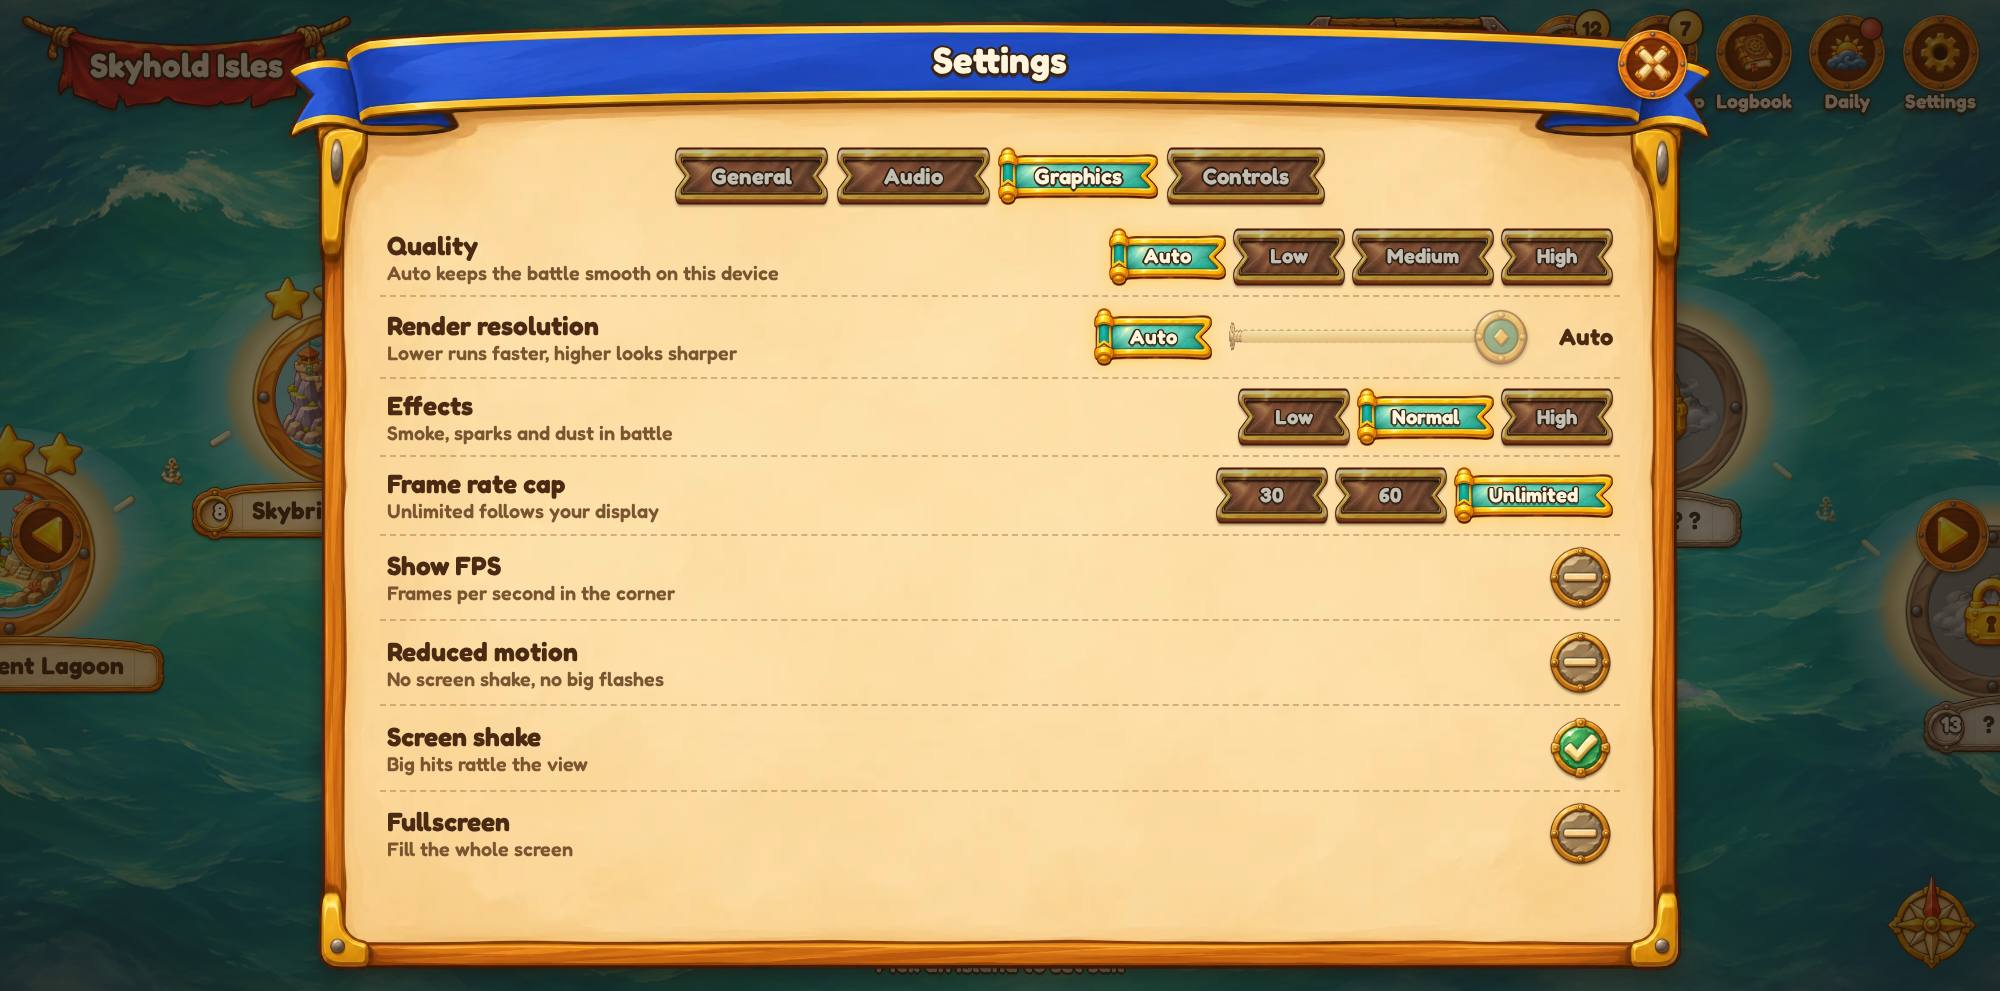 Skyhold Isles
Settings
12
7
Logbook
Daily
Settings
General
Audio
Graphics
Controls
Quality
Auto keeps the battle smooth on this device
Auto
Low
Medium
High
Render resolution
Lower runs faster, higher looks sharper
Auto
Auto
Effects
Smoke, sparks and dust in battle
Low
Normal
High
Frame rate cap
Unlimited follows your display
30
60
Unlimited
8
Skybri
? ?
Show FPS
Frames per second in the corner
Reduced motion
No screen shake, no big flashes
ent Lagoon
Screen shake
Big hits rattle the view
13 ?
Fullscreen
Fill the whole screen